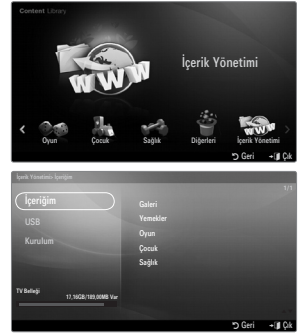 Content Library
WWW
İçerik Yönetimi
Oyun
Çocuk
Sağlık
Diğerleri
İçerik Yönetimi
Geri
Çık
İçerik Yönetimi: İçeriğim
1/1
İçeriğim
USB
Kurulum
Galeri
Yemekler
Oyun
Çocuk
Sağlık
TV Belleği
17,16GB/189,00MB Var
Geri
Çık